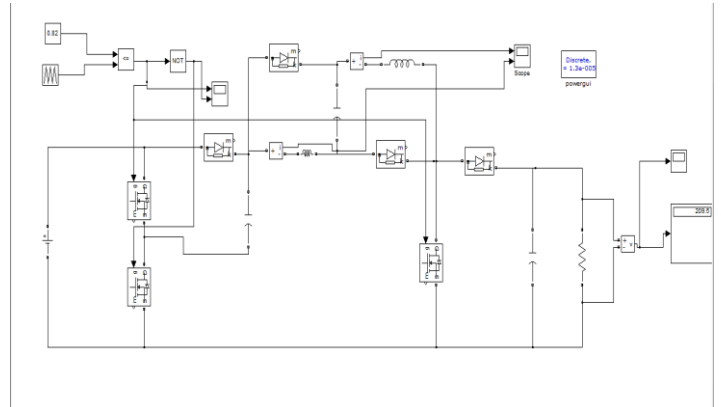 0.82
<=
NOT
m
Scope
Discrete,
= 1.3e-005
powergui
m
m
m
209.5
+
-
v